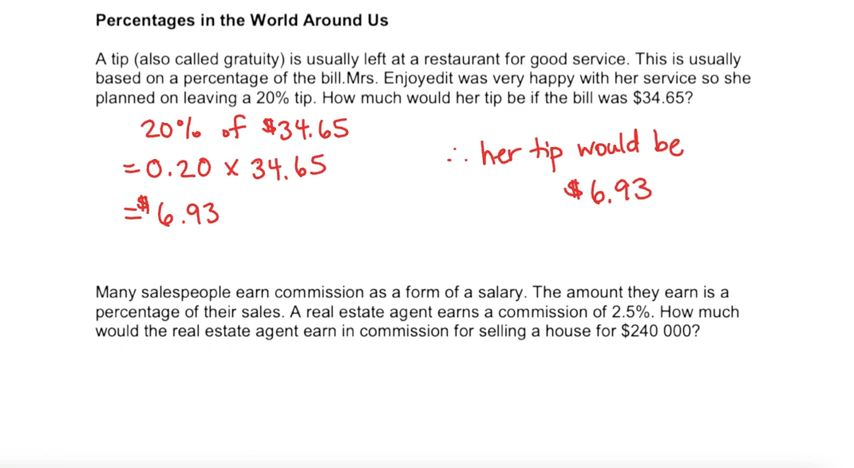 Percentages in the World Around Us
A tip (also called gratuity) is usually left at a restaurant for good service. This is usually
based on a percentage of the bill.Mrs. Enjoyedit was very happy with her service so she
planned on leaving a 20% tip. How much would her tip be if the bill was $34.65?
20% of $34.65
= 0.20 x 34.65
=$6.93
∴ her tip would be
$6.93
Many salespeople earn commission as a form of a salary. The amount they earn is a
percentage of their sales. A real estate agent earns a commission of 2.5%. How much
would the real estate agent earn in commission for selling a house for $240 000?